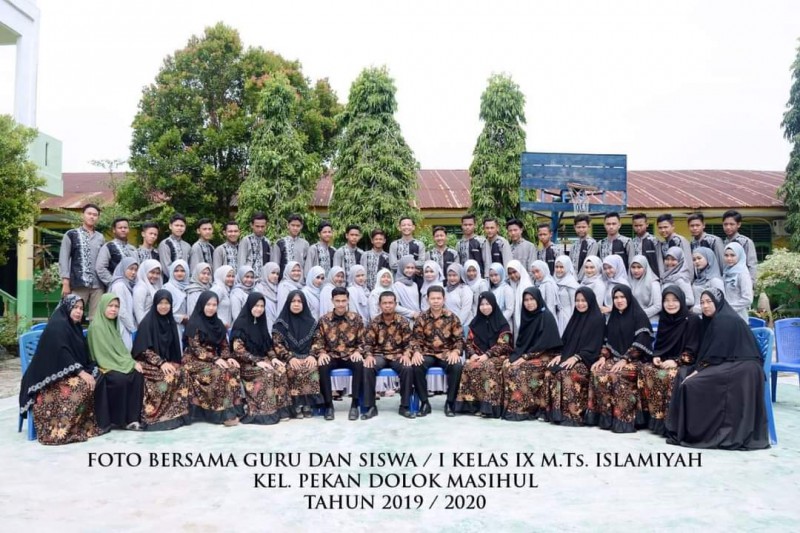 FOTO BERSAMA GURU DAN SISWA / I KELAS IX M.Ts. ISLAMIYAH
KEL. PEKAN DOLOK MASIHUL
TAHUN 2019 / 2020